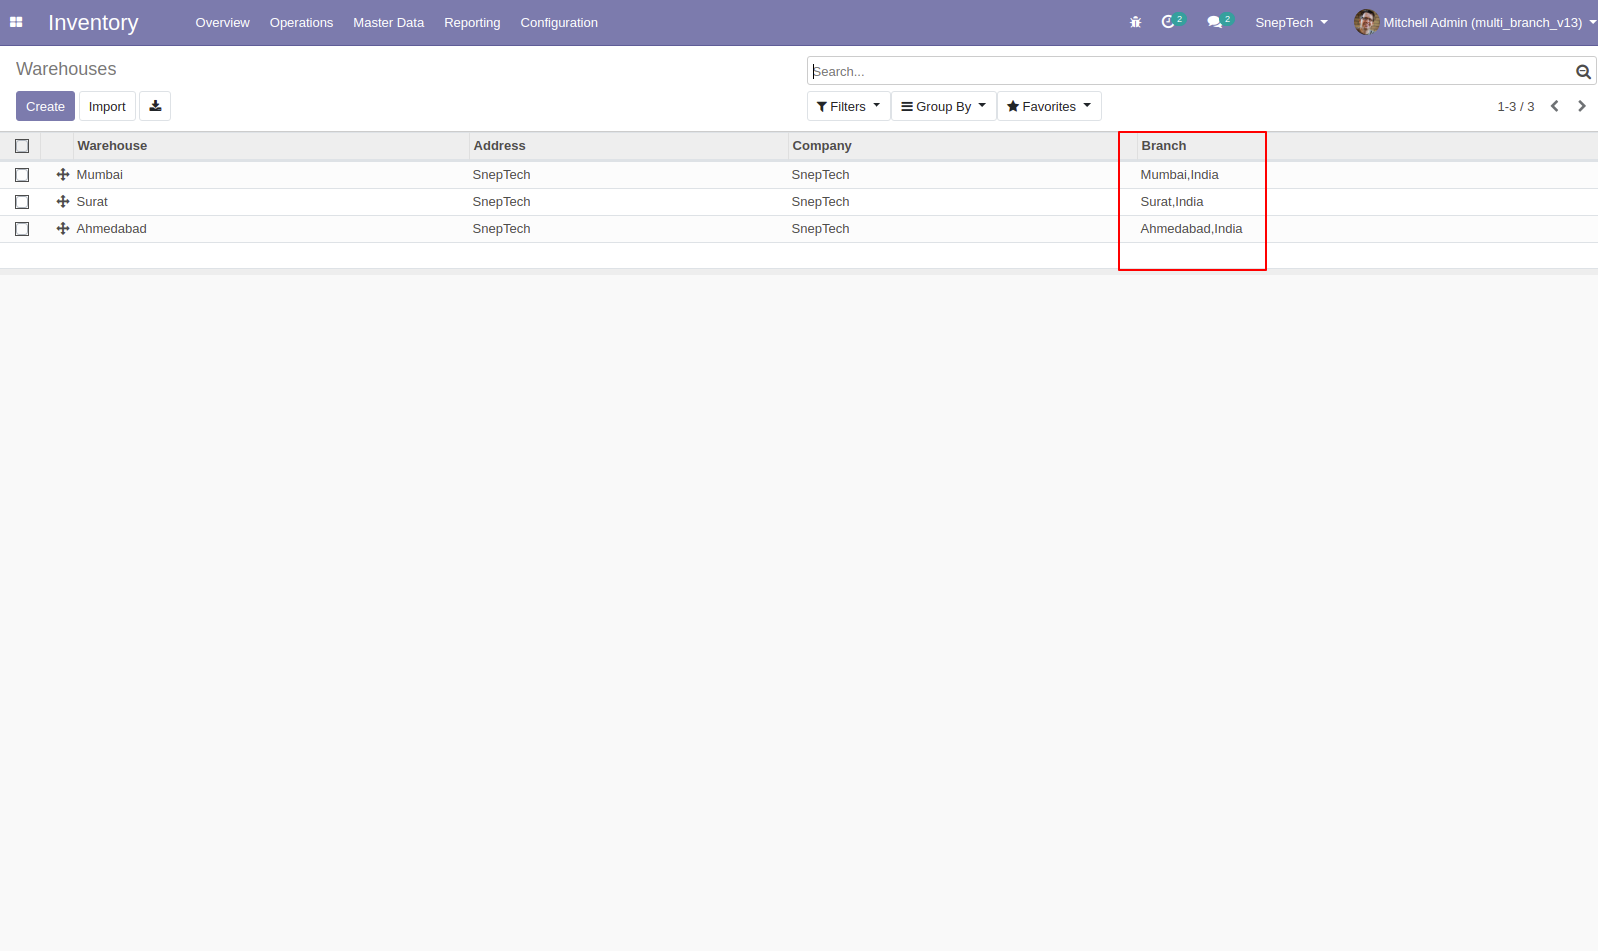 Inventory Overview Operations Master Data Reporting Configuration 2 2 SnepTech Mitchell Admin (multi_branch_v13)
Warehouses
Search...
Create Import Filters Group By Favorites 1-3 / 3
Warehouse Address Company Branch
Mumbai SnepTech SnepTech Mumbai,India
Surat SnepTech SnepTech Surat,India
Ahmedabad SnepTech SnepTech Ahmedabad,India